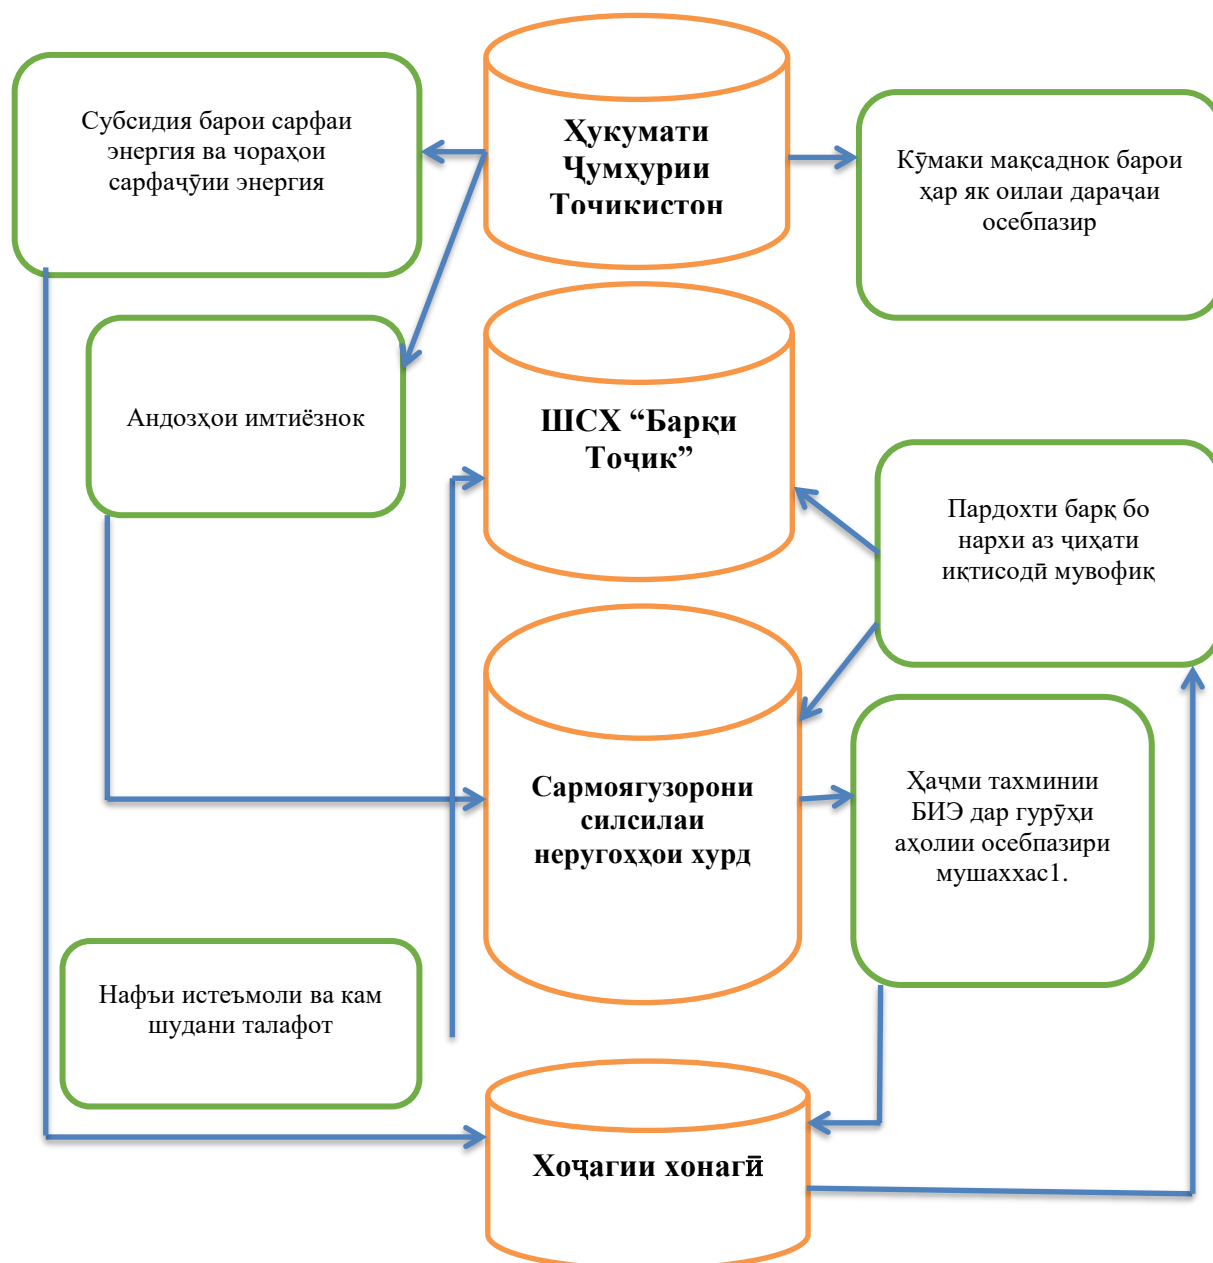 Субсидия барои сарфаи
энергия ва чораҳои
сарфаҷӯии энергия
Ҳукумати
Ҷумҳурии
Тоҷикистон
Кӯмаки мақсаднок барои
ҳар як оилаи дараҷаи
осебпазир
Андозҳои имтиёзнок
ШСХ “Барқи
Тоҷик”
Пардохти барқ бо
нархи аз ҷиҳати
иқтисодӣ мувофиқ
Сармоягузорони
силсилаи
неругоҳҳои хурд
Ҳаҷми тахминии
БИЭ дар гурӯҳи
аҳолии осебпазири
мушаххас1.
Нафъи истеъмоли ва кам
шудани талафот
Хоҷагии хонагӣ